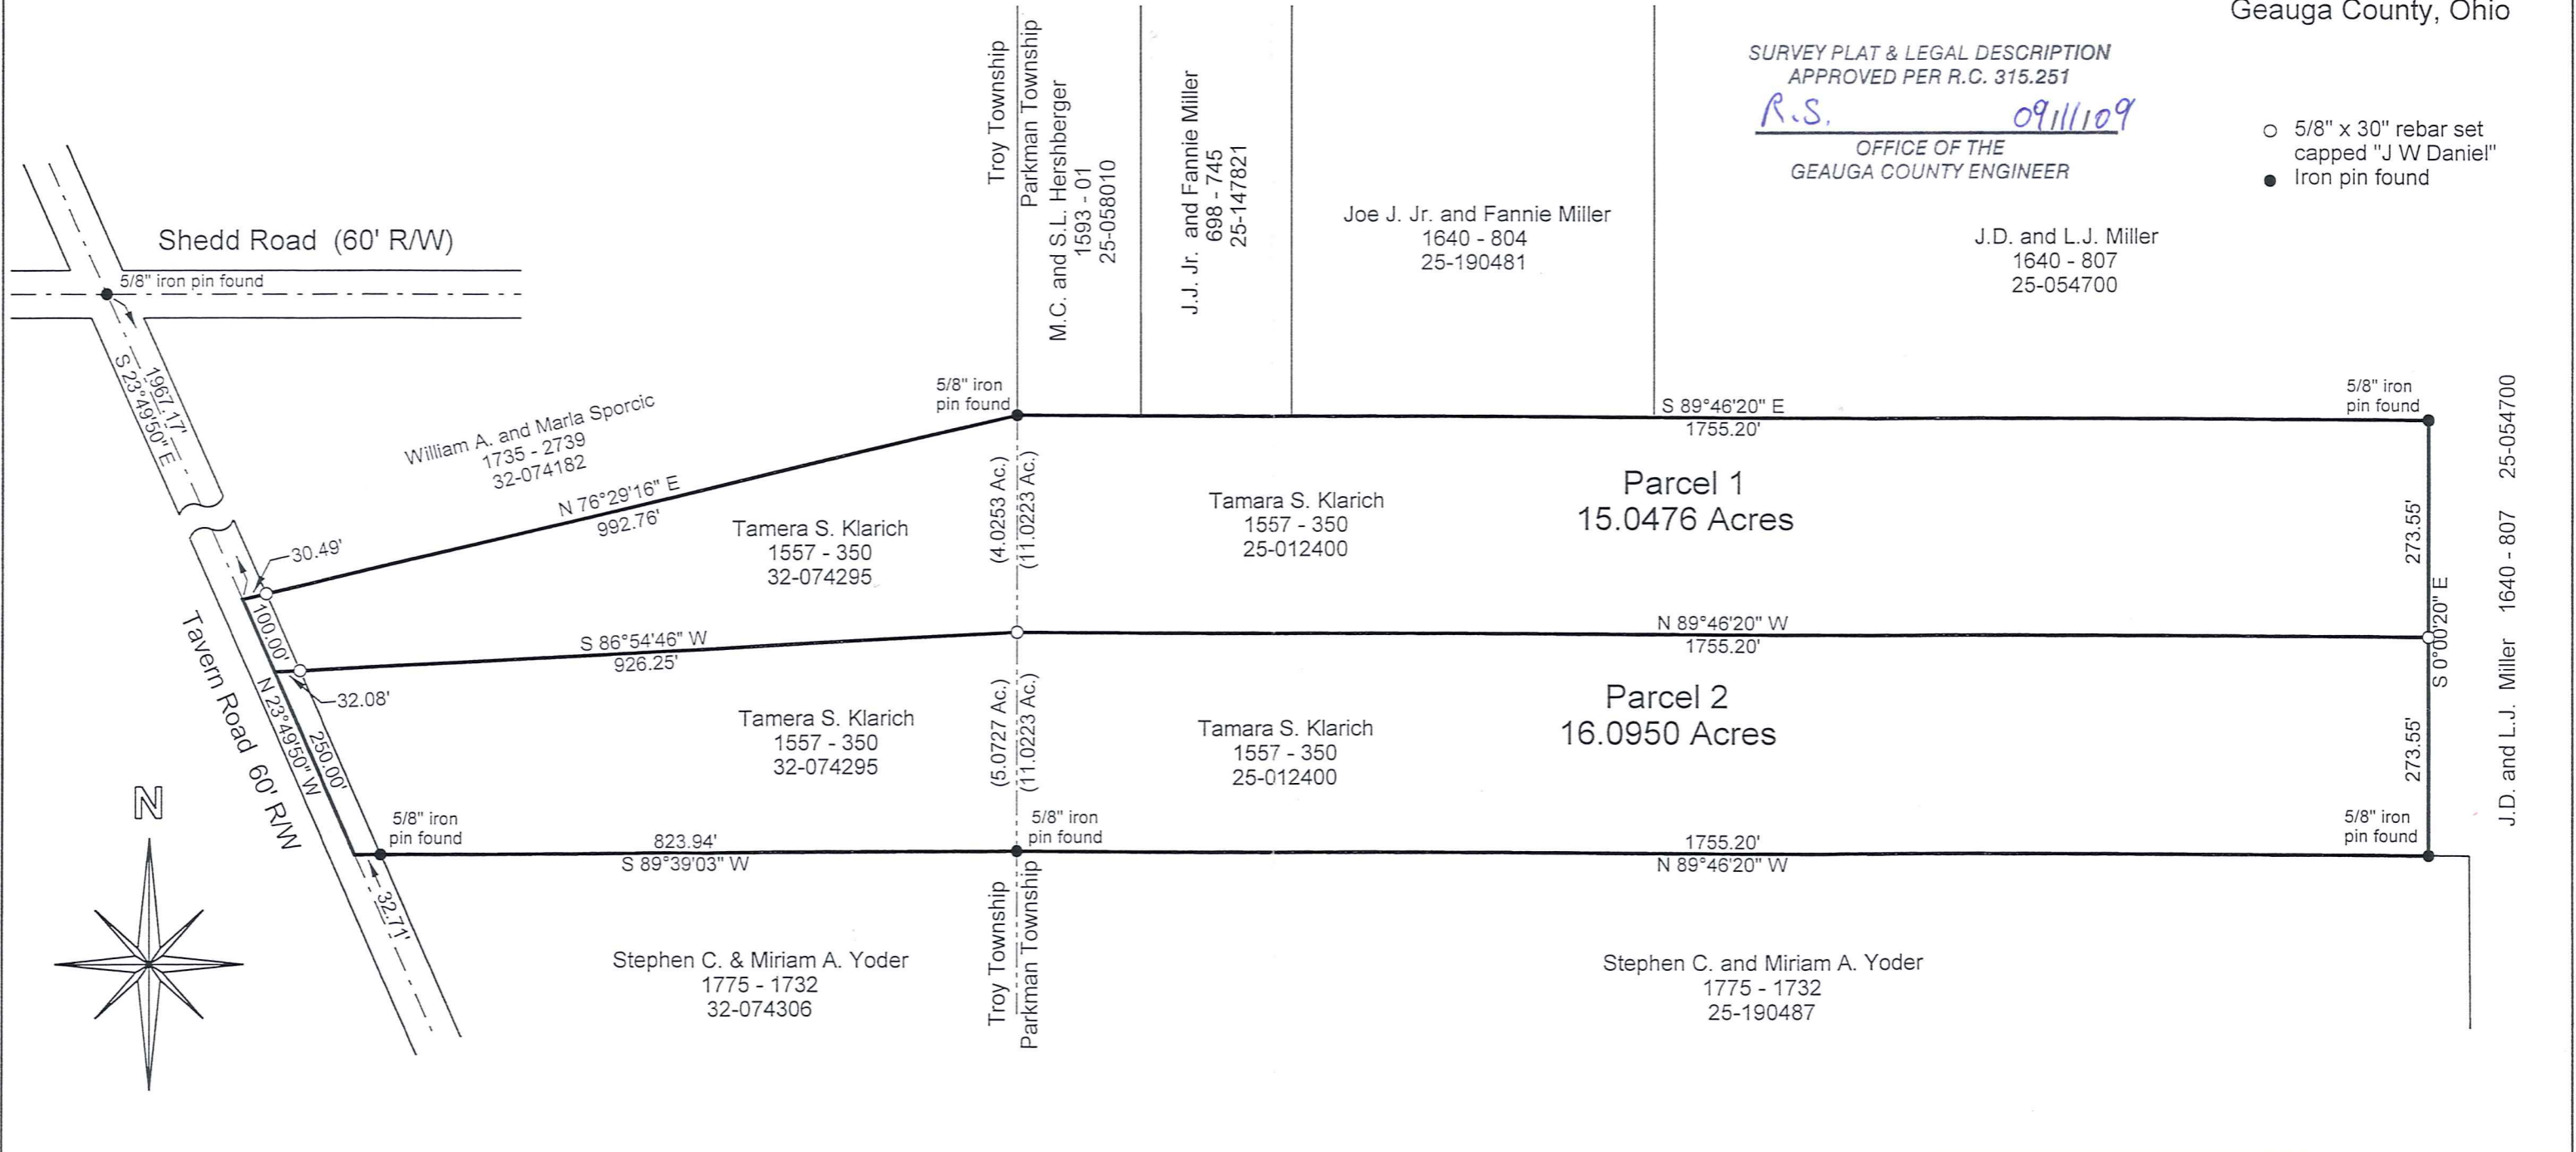 Geauga County, Ohio
SURVEY PLAT & LEGAL DESCRIPTION
APPROVED PER R.C. 315.251
R.S. 09/11/09
OFFICE OF THE
GEAUGA COUNTY ENGINEER
5/8" x 30" rebar set
capped "J W Daniel"
Iron pin found
Troy Township
Parkman Township
M.C. and S.L. Hershberger
1593 - 01
25-058010
J.J. Jr. and Fannie Miller
698 - 745
25-147821
Joe J. Jr. and Fannie Miller
1640 - 804
25-190481
J.D. and L.J. Miller
1640 - 807
25-054700
Shedd Road (60' R/W)
5/8" iron pin found
1967.17'
S 23°49'50" E
William A. and Marla Sporcic
1735 - 2739
32-074182
N 76°29'16" E
992.76'
5/8" iron
pin found
S 89°46'20" E
1755.20'
5/8" iron
pin found
30.49'
Tamera S. Klarich
1557 - 350
32-074295
(4.0253 Ac.)
(11.0223 Ac.)
Tamara S. Klarich
1557 - 350
25-012400
Parcel 1
15.0476 Acres
273.55'
J.D. and L.J. Miller 1640 - 807 25-054700
S 0°00'20" E
100.00'
S 86°54'46" W
926.25'
N 89°46'20" W
1755.20'
32.08'
Tavern Road 60' R/W
N 23°49'50" W
250.00'
Tamera S. Klarich
1557 - 350
32-074295
(5.0727 Ac.)
(11.0223 Ac.)
Tamara S. Klarich
1557 - 350
25-012400
Parcel 2
16.0950 Acres
273.55'
N
5/8" iron
pin found
823.94'
S 89°39'03" W
5/8" iron
pin found
1755.20'
N 89°46'20" W
5/8" iron
pin found
32.71'
Troy Township
Parkman Township
Stephen C. & Miriam A. Yoder
1775 - 1732
32-074306
Stephen C. and Miriam A. Yoder
1775 - 1732
25-190487